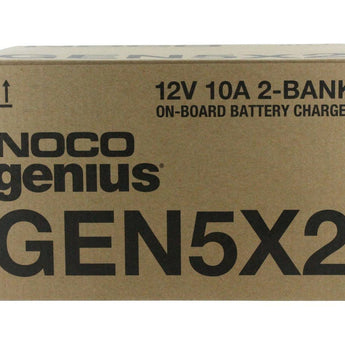 12V 10A 2-BANK
ON-BOARD BATTERY CHARGE
NOCO
genius®
GEN5X2